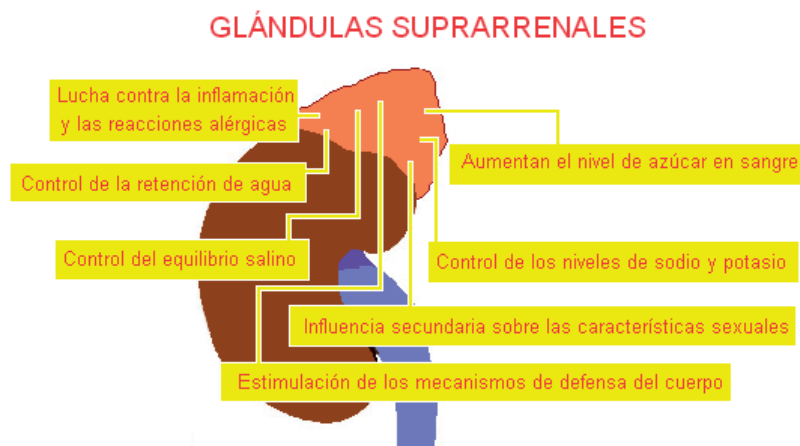 GLÁNDULAS SUPRARRENALES
Lucha contra la inflamación
y las reacciones alérgicas
Aumentan el nivel de azúcar en sangre
Control de la retención de agua
Control del equilibrio salino
Control de los niveles de sodio y potasio
Influencia secundaria sobre las características sexuales
Estimulación de los mecanismos de defensa del cuerpo